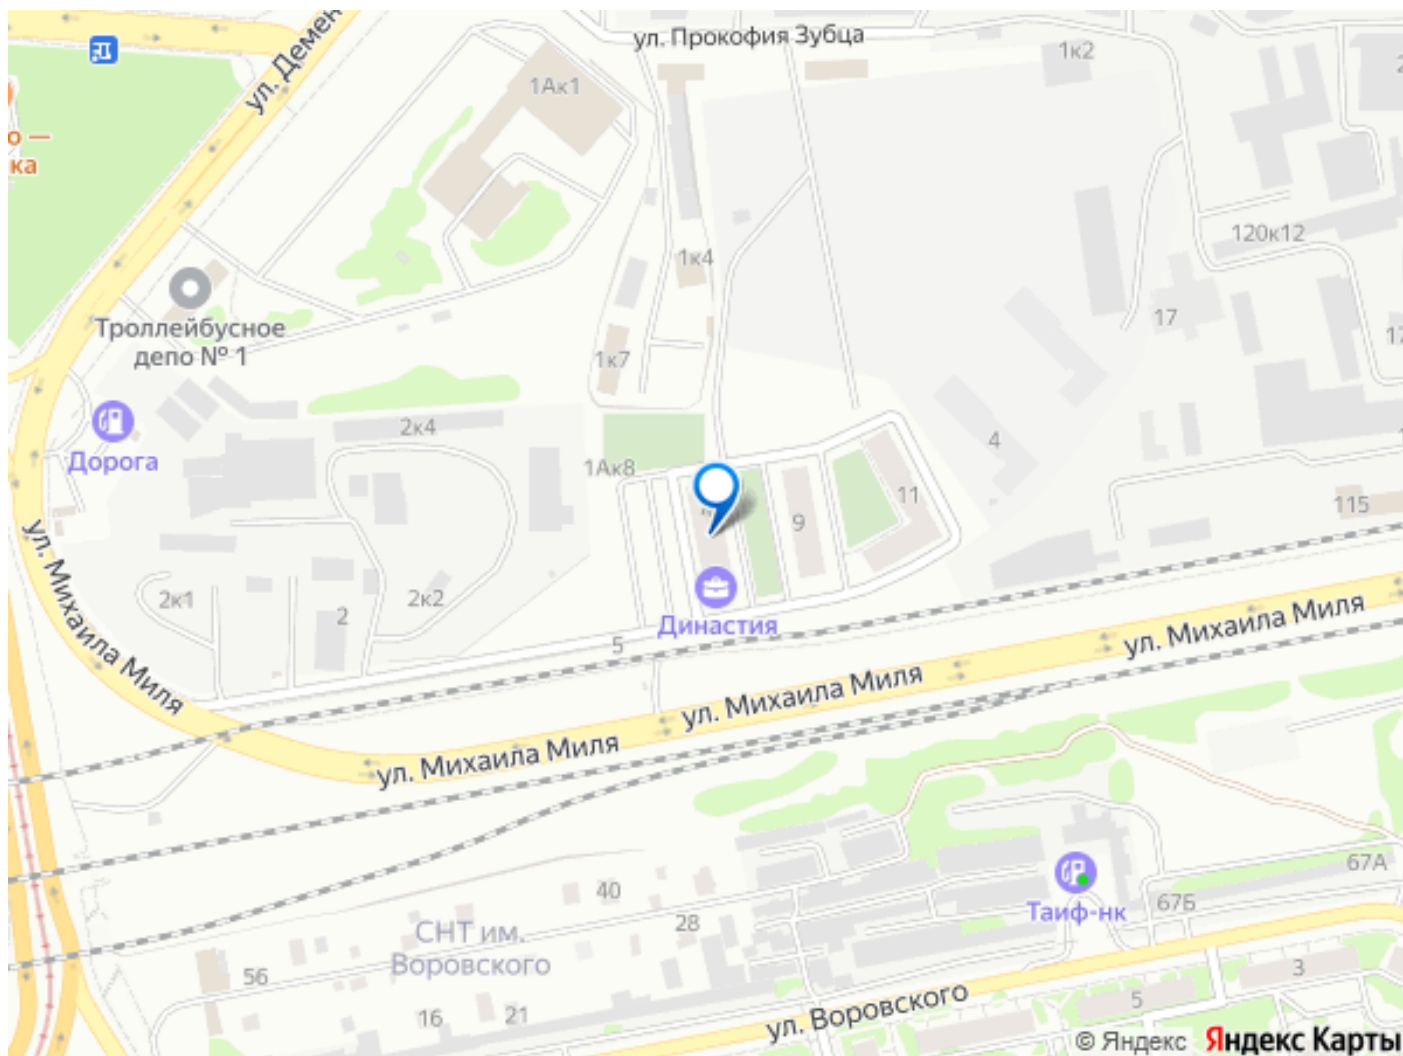 ул. Прокофия Зубца
1к2
ул. Демен
1Ак1
о —
ка
120к12
1к4
17
Троллейбусное
депо № 1
1к7
17
2к4
4
Дорога
1Ак8
11
9
115
ул. Михаила Миля
2к1
2к2
2
Династия
5
ул. Михаила Миля
ул. Михаила Миля
ул. Михаила Миля
67А
40
Таиф-нк
67Б
28
СНТ им.
Воровского
56
3
5
16
21
ул. Воровского
© Яндекс Яндекс Карты